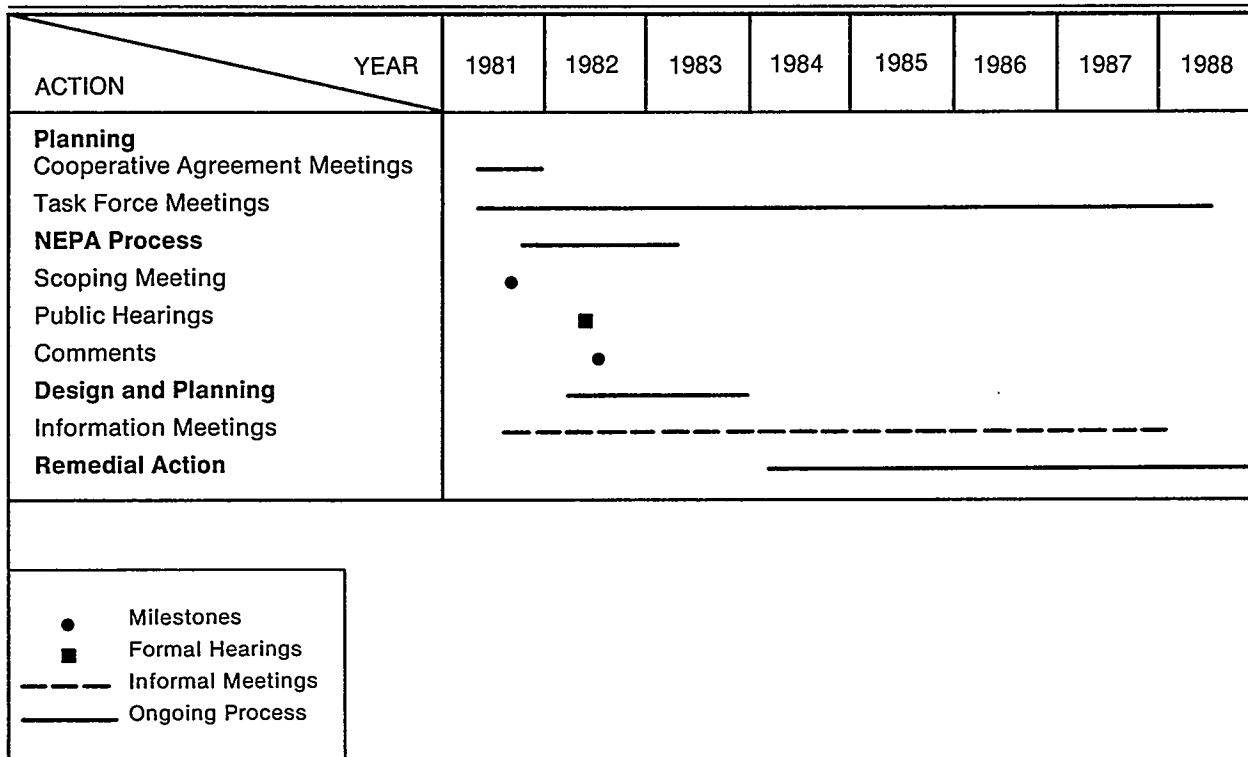 YEAR
ACTION
1981 1982 1983 1984 1985 1986 1987 1988
Planning
Cooperative Agreement Meetings
Task Force Meetings
NEPA Process
Scoping Meeting
Public Hearings
Comments
Design and Planning
Information Meetings
Remedial Action
Milestones
Formal Hearings
Informal Meetings
Ongoing Process